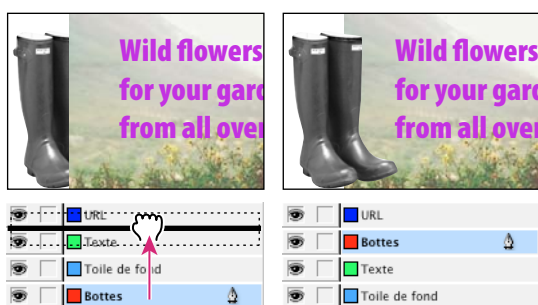 Wild flowers
for your gard
from all over
URL
Texte
Toile de fond
Bottes
Wild flowers
for your gard
from all over
URL
Bottes
Texte
Toile de fond